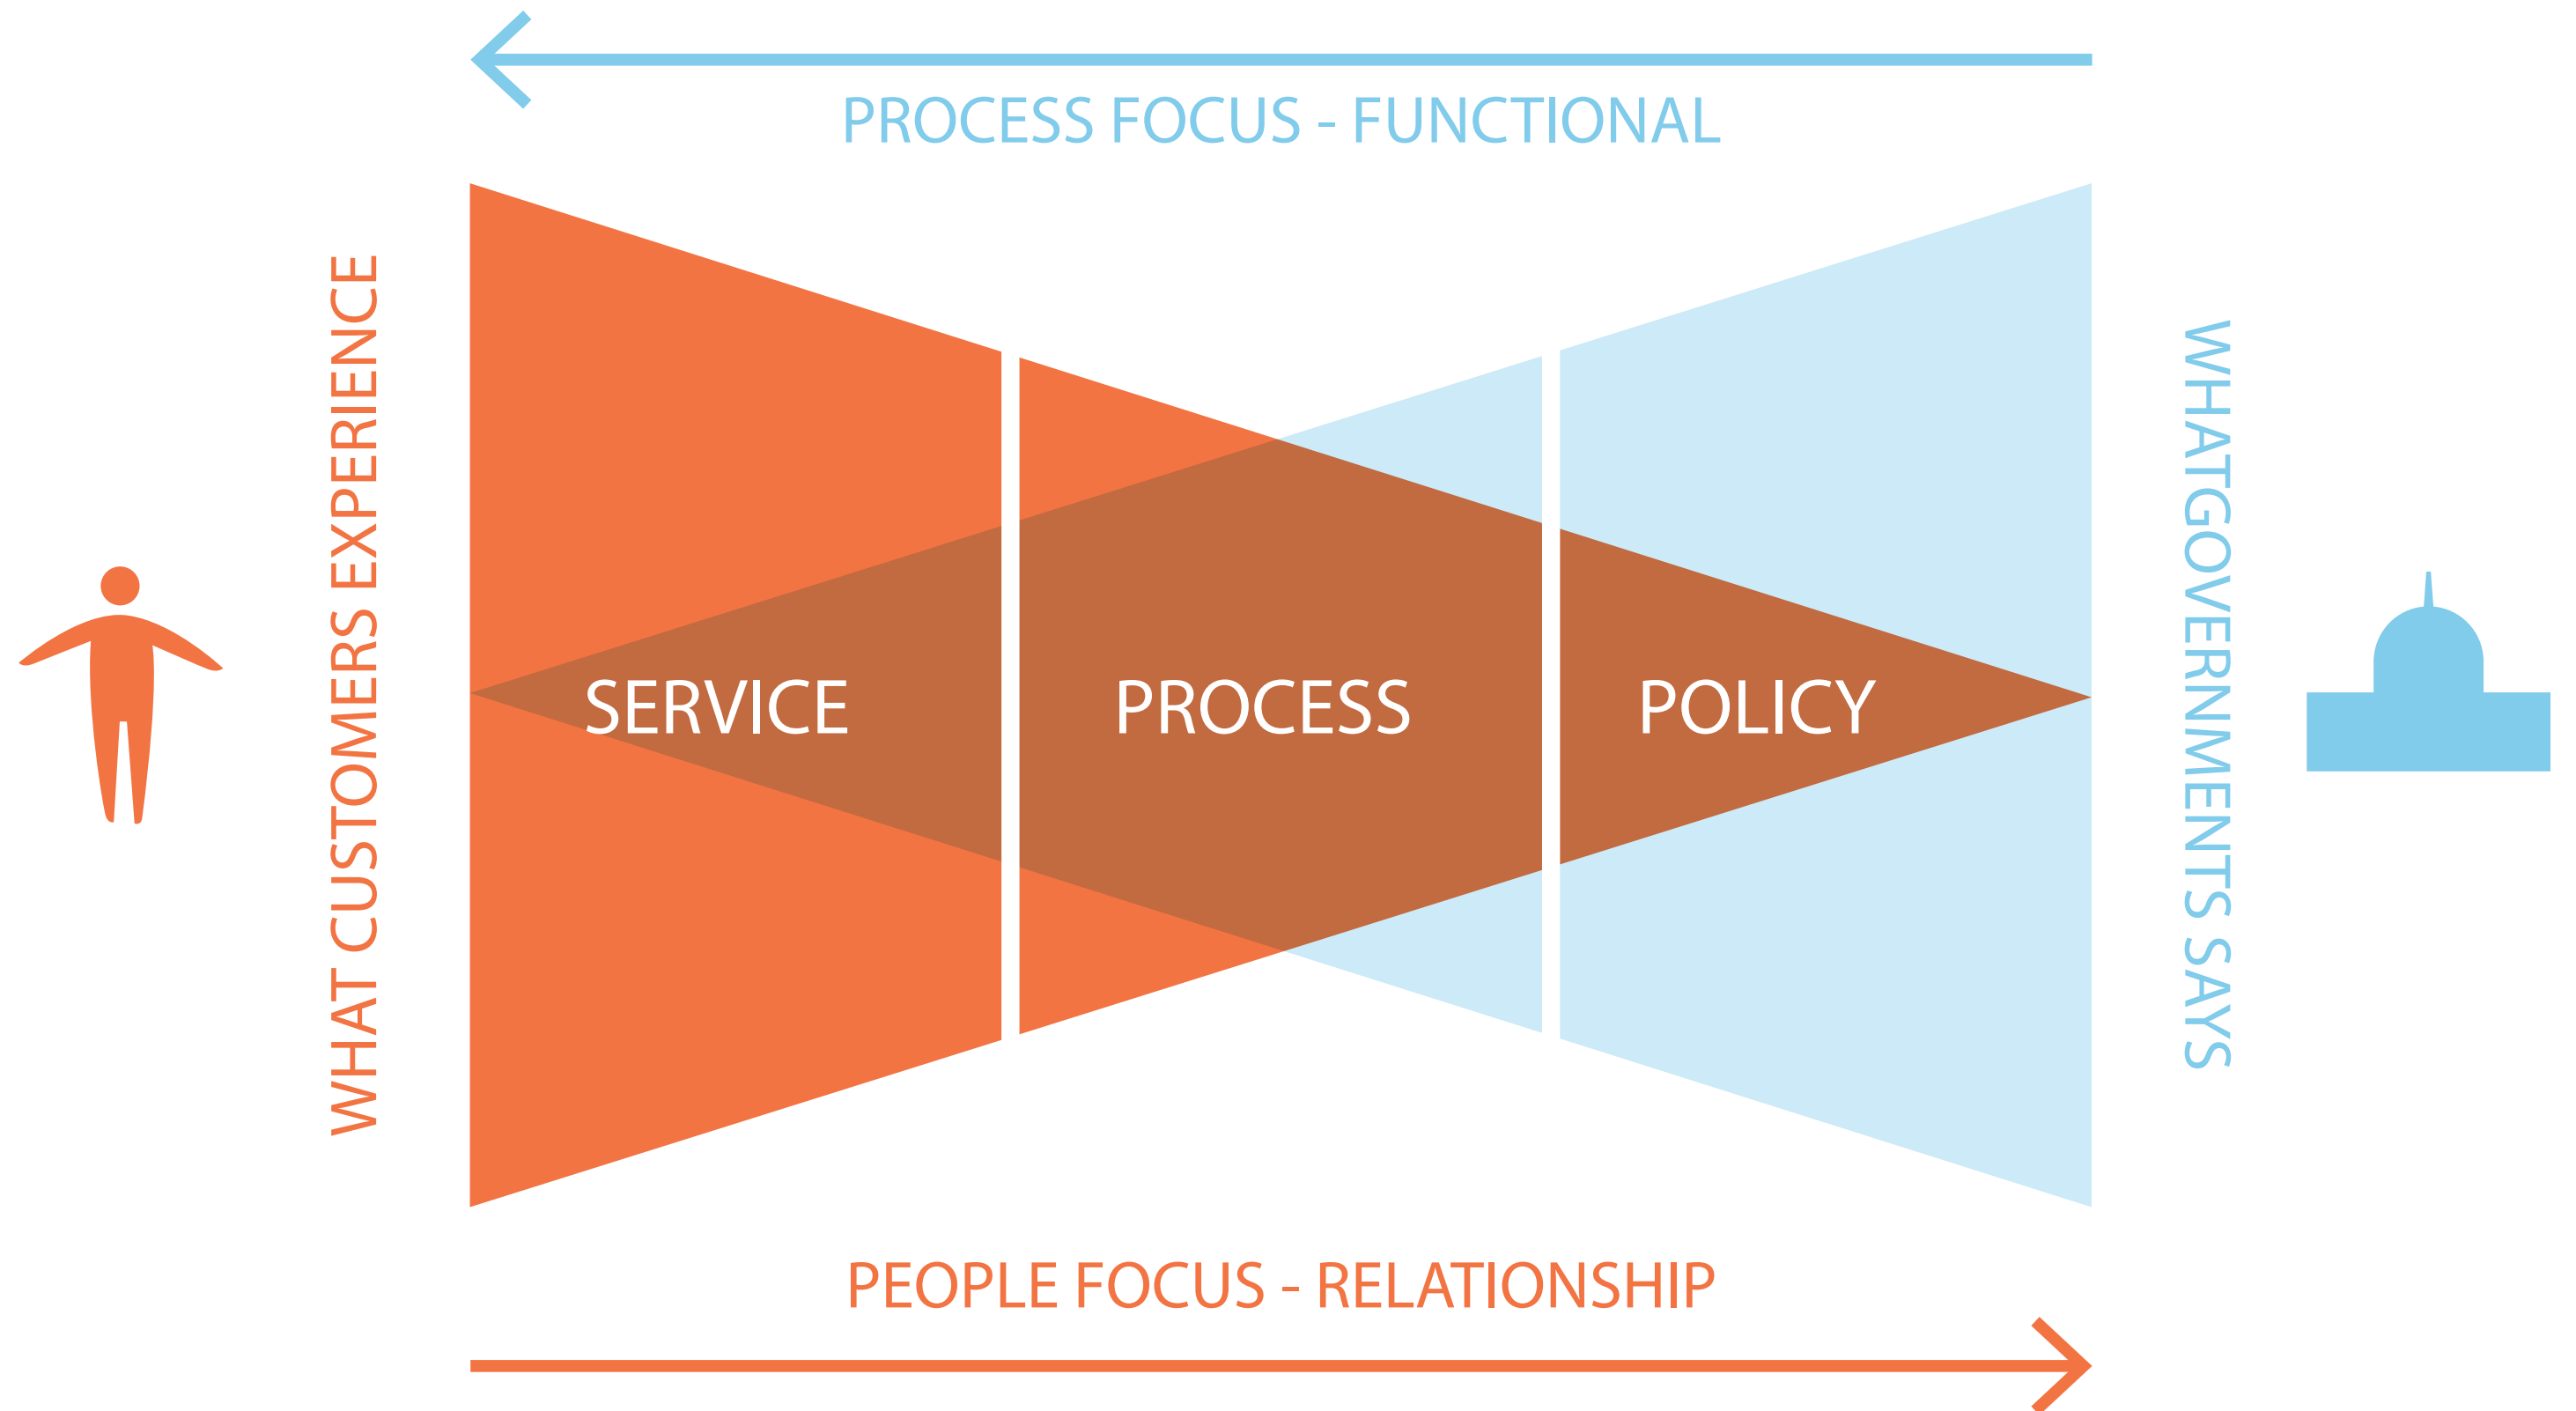 PROCESS FOCUS - FUNCTIONAL
WHAT CUSTOMERS EXPERIENCE
SERVICE
PROCESS
POLICY
WHATGOVERNMENTS SAYS
PEOPLE FOCUS - RELATIONSHIP